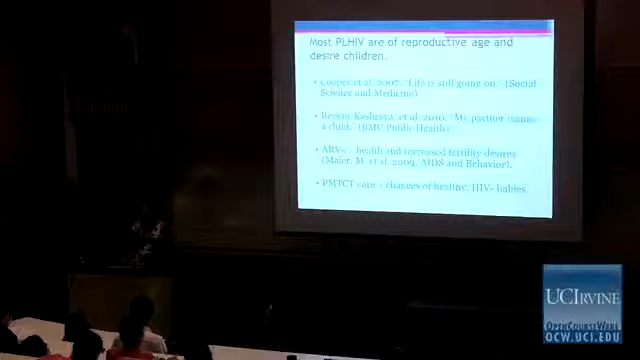 Most PLHIV are of reproductive age and
desire children.
• Cooper et al. 2007. "Life is still going on." (Social
Science and Medicine)
• et al. 2010. "My partner wants
a child." (BMC Public Health)
• ARVs health and increased fertility desires
(Maier, M. et al. 2009, AIDS and Behavior).
• PMTCT care > chances of healthy, HIV- babies.
UCIRVINE
OPENCOURSEWARE
OCW.UCI.EDU